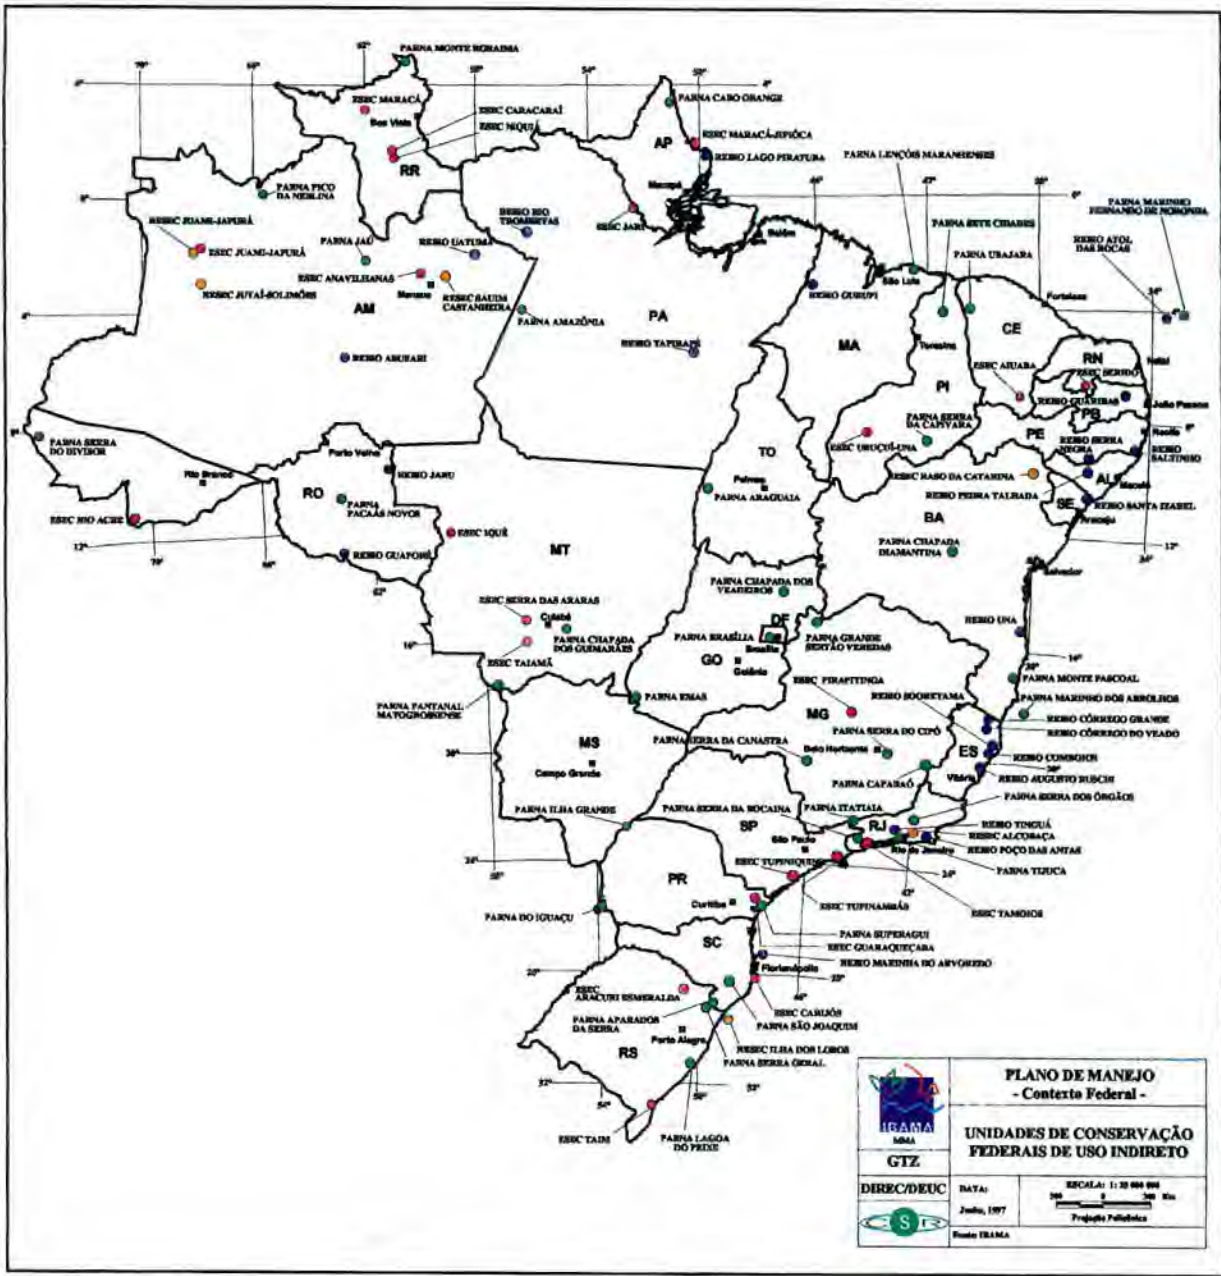 PARNA MONTE RORAIMA
ESEC MARACÁ
Boa Vista
ESEC CARACARAÍ
ESEC NIQUIÁ
RR
PARNA CABO ORANGE
AP
ESEC MARACÁ-JIPIÓCA
REBIO LAGO PIRATUBA
Macapá
PARNA LENÇÓIS MARANHENSES
PARNA PICO
DA NEBLINA
RESEC JUAMI-JAPURÁ
ESEC JUAMI-JAPURÁ
RESEC JUTAÍ-SOLIMÕES
PARNA JAÚ
REBIO UATUMÃ
REBIO RIO
TROMBETAS
ESEC JARI
Belém
ESEC ANAVILHANAS
Manaus
RESEC SAUIM
CASTANHEIRA
AM
PARNA AMAZÔNIA
PA
REBIO ABUFARI
REBIO TAPIRAPÉ
REBIO GURUPI
São Luís
PARNA SETE CIDADES
PARNA UBAJARA
PARNA MARINHO
FERNANDO DE NORONHA
REBIO ATOL
DAS ROCAS
Fortaleza
MA
Teresina
CE
PI
RN
Natal
ESEC SERIDÓ
ESEC AIUABA
REBIO GUARIBAS
PB
João Pessoa
PARNA SERRA
DA CAPIVARA
ESEC URUÇUÍ-UNA
PE
Recife
REBIO SERRA
NEGRA
REBIO
SALTINHO
ESEC RASO DA CATARINA
AL
Maceió
REBIO PEDRA TALHADA
SE
REBIO SANTA IZABEL
Aracaju
PARNA SERRA
DO DIVISOR
Rio Branco
ESEC RIO ACRE
Porto Velho
REBIO JARU
RO
PARNA
PACAÁS NOVOS
REBIO GUAPORÉ
ESEC IQUÊ
MT
TO
Palmas
PARNA ARAGUAIA
BA
PARNA CHAPADA
DIAMANTINA
Salvador
ESEC SERRA DAS ARARAS
Cuiabá
PARNA CHAPADA
DOS GUIMARÃES
ESEC TAIAMÃ
PARNA CHAPADA DOS
VEADEIROS
DF
PARNA BRASÍLIA
Brasília
GO
Goiânia
PARNA GRANDE
SERTÃO VEREDAS
REBIO UNA
PARNA PANTANAL
MATOGROSSENSE
PARNA EMAS
ESEC PIRAPITINGA
MG
REBIO SOORETAMA
PARNA MONTE PASCOAL
PARNA MARINHO DOS ABROLHOS
REBIO CÓRREGO GRANDE
REBIO CÓRREGO DO VEADO
REBIO COMBOIOS
REBIO AUGUSTO RUSCHI
ES
Vitória
MS
Campo Grande
PARNA SERRA DO CIPÓ
PARNA SERRA DA CANASTRA
Belo Horizonte
PARNA CAPARAÓ
PARNA ILHA GRANDE
PARNA SERRA DA BOCAINA
PARNA ITATIAIA
PARNA SERRA DOS ÓRGÃOS
SP
São Paulo
RJ
REBIO TINGUÁ
RESEC ALCOBAÇA
Rio de Janeiro
REBIO POÇO DAS ANTAS
PARNA TIJUCA
ESEC TUPINIQUINS
ESEC TUPINAMBÁS
ESEC TAMOIOS
PR
Curitiba
PARNA DO IGUAÇU
PARNA SUPERAGUI
ESEC GUARAQUEÇABA
REBIO MARINHA DO ARVOREDO
SC
Florianópolis
ESEC
ARACURI ESMERALDA
ESEC CARIJÓS
PARNA SÃO JOAQUIM
PARNA APARADOS
DA SERRA
Porto Alegre
RS
RESEC ILHA DOS LOBOS
PARNA SERRA GERAL
ESEC TAIM
PARNA LAGOA
DO PEIXE
IBAMA
MMA
GTZ
DIREC/DEUC
CSR
PLANO DE MANEJO
- Contexto Federal -
UNIDADES DE CONSERVAÇÃO
FEDERAIS DE USO INDIRETO
DATA:
Junho, 1997
300 0 300 Km
Projeção Policônica
Fonte: IBAMA